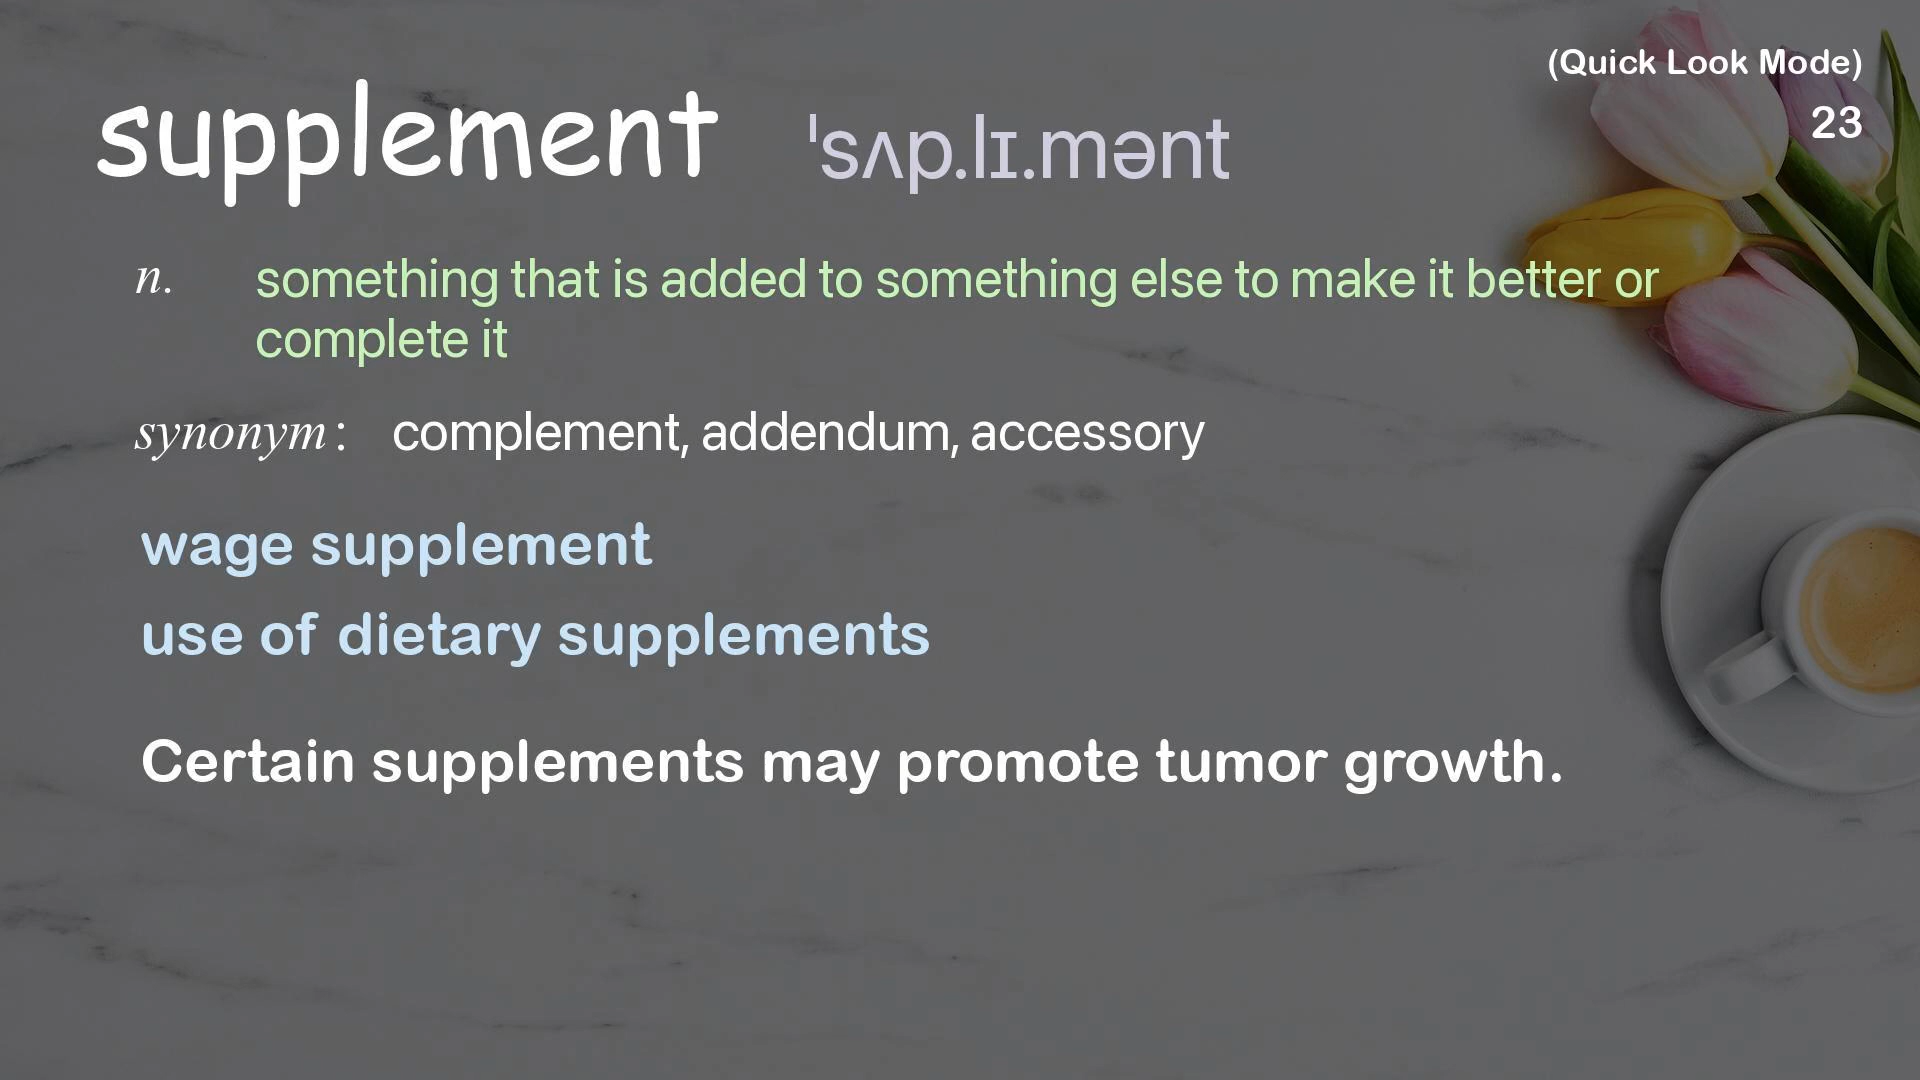 (Quick Look Mode)
23
supplement ˈsʌp.lɪ.mənt
n. something that is added to something else to make it better or
complete it
synonym: complement, addendum, accessory
wage supplement
use of dietary supplements
Certain supplements may promote tumor growth.